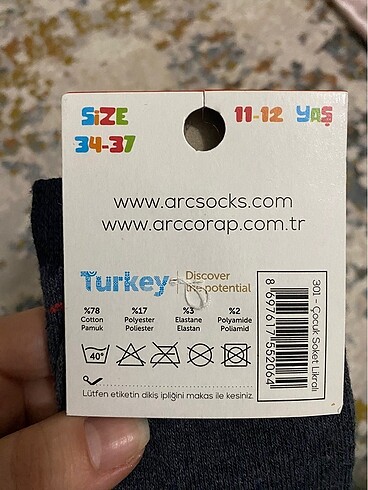 SiZE 11-12 YAŞ
34-37
www.arcsocks.com
www.arccorap.com.tr
Turkey Discover
the potential
%78 %17 %3 %2
Cotton Polyester Elastane Polyamide
Pamuk Poliester Elastan Poliamid
40°
Lütfen etiketin dikiş ipliğini makas ile kesiniz.
8 697617 552064
301 - Çocuk Soket Likralı